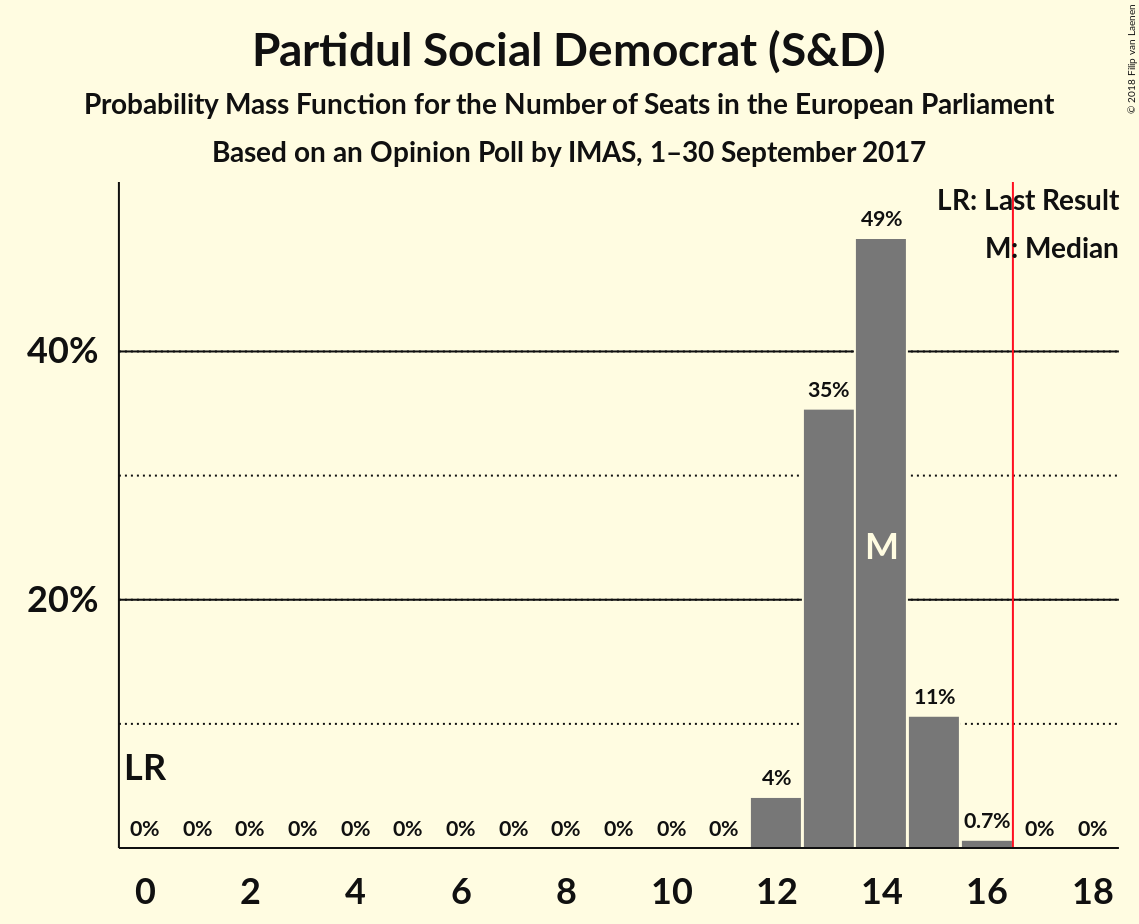 Partidul Social Democrat (S&D)
Probability Mass Function for the Number of Seats in the European Parliament
Based on an Opinion Poll by IMAS, 1–30 September 2017
© 2018 Filip van Laenen
LR: Last Result
M: Median
49%
40%
35%
M
20%
11%
LR
4%
0% 0% 0% 0% 0% 0% 0% 0% 0% 0% 0% 0% 0.7% 0% 0%
0 2 4 6 8 10 12 14 16 18